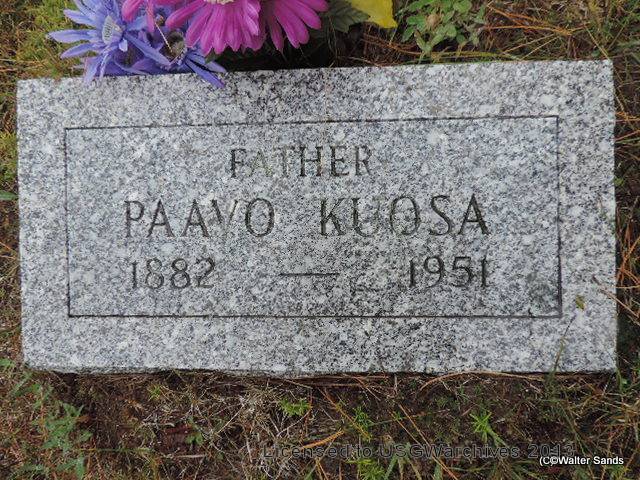 FATHER
PAAVO KUOSA
1882 — 1951
Licensed to USGWarchives 2013
(C©Walter Sands